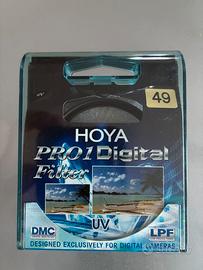 49
HOYA
PRO1 Digital
Filter
UV
DMC
LPF
DESIGNED EXCLUSIVELY FOR DIGITAL CAMERAS